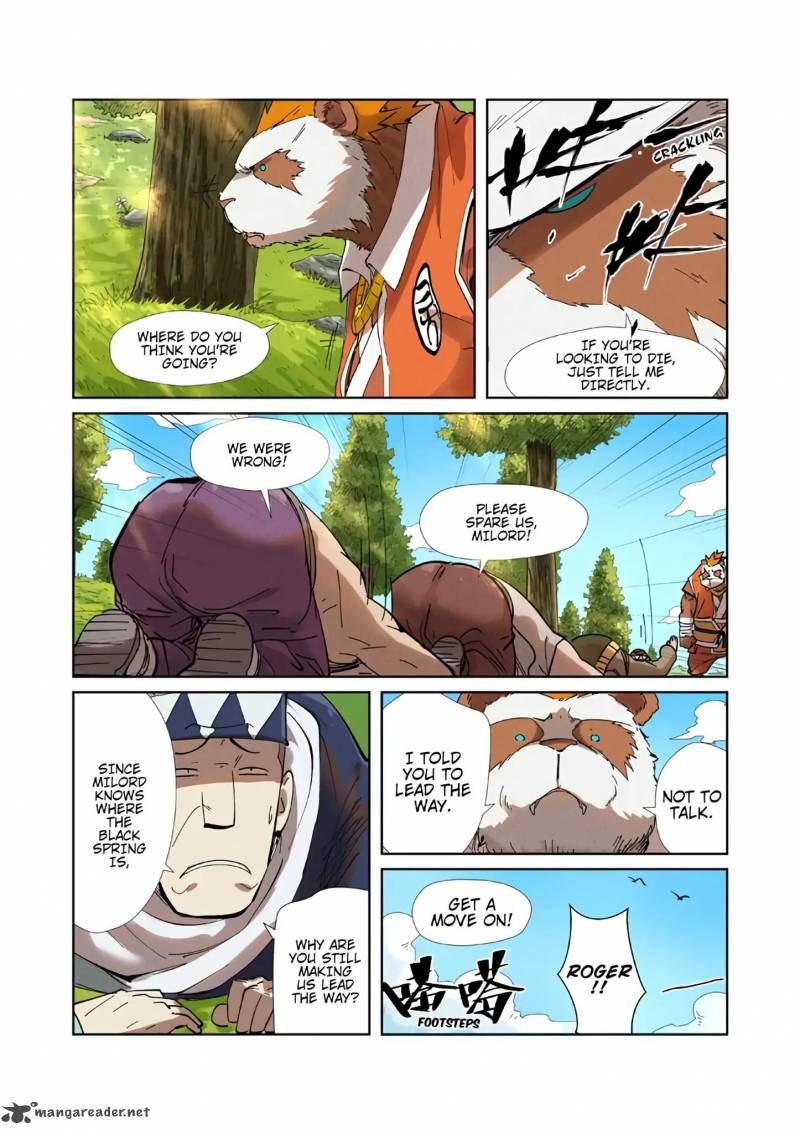 WHERE DO YOU
THINK YOU'RE
GOING?
CRACKLING
IF YOU'RE
LOOKING TO DIE,
JUST TELL ME
DIRECTLY.
WE WERE
WRONG!
PLEASE
SPARE US,
MILORD!
SINCE
MILORD
KNOWS
WHERE
THE
BLACK
SPRING
IS,
WHY ARE
YOU STILL
MAKING
US LEAD
THE WAY?
I TOLD
YOU TO
LEAD THE
WAY.
NOT TO
TALK.
GET A
MOVE ON!
嗒嗒
FOOTSTEPS
ROGER
!!
mangareader.net